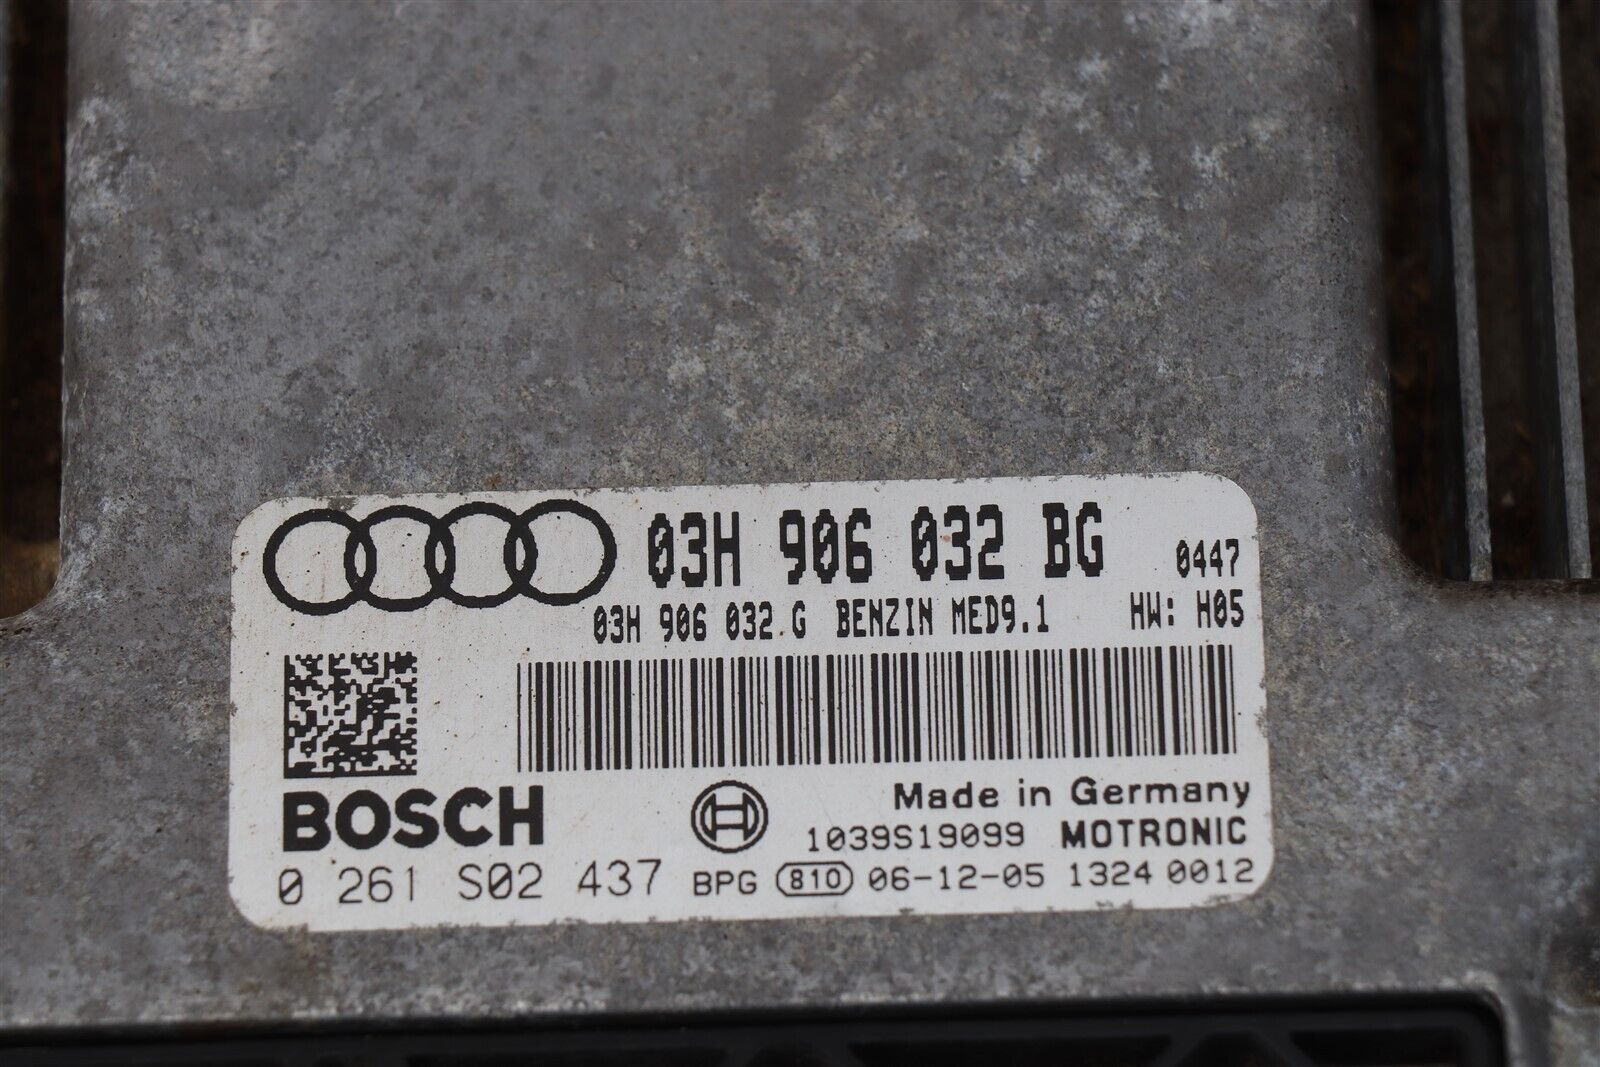 03H 906 032 BG 0447
03H 906 032 G BENZIN MED9.1 HW: H05
BOSCH Made in Germany
1039S19099 MOTRONIC
0 261 S02 437 BPG 810 06-12-05 1324 0012